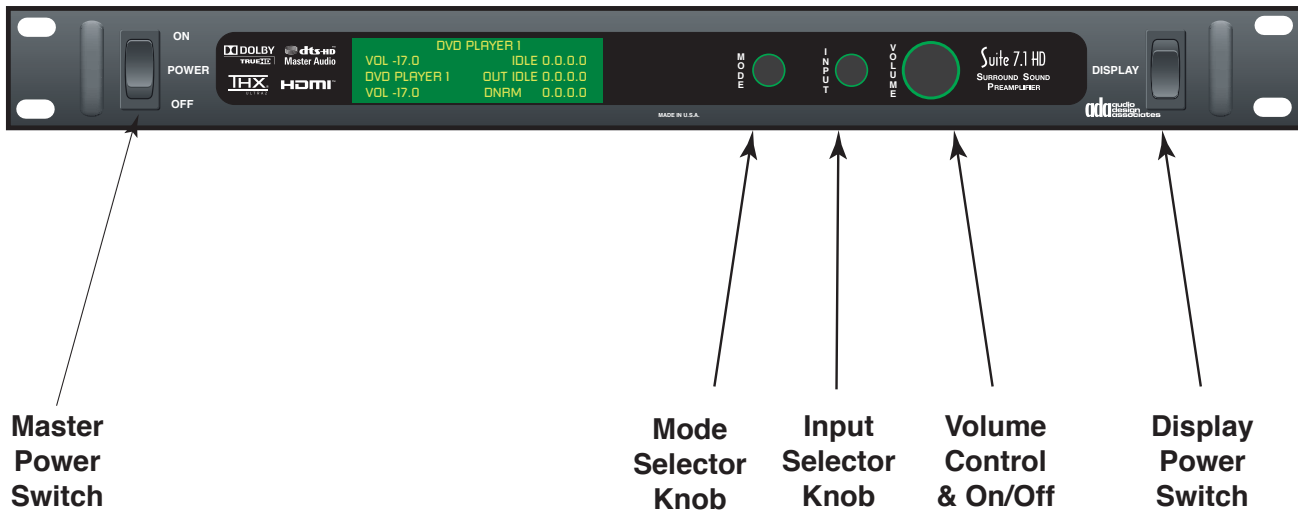 ON
POWER
OFF
DOLBY
TRUEHD
dts-HD
Master Audio
THX
ULTRA2
HDMI
DVD PLAYER 1
VOL -17.0 IDLE 0.0.0.0
DVD PLAYER 1 OUT IDLE 0.0.0.0
VOL -17.0 DNRM 0.0.0.0
MODE
INPUT
VOLUME
Suite 7.1 HD
SURROUND SOUND
PREAMPLIFIER
DISPLAY
ada audio design associates
MADE IN U.S.A.
Master
Power
Switch
Mode
Selector
Knob
Input
Selector
Knob
Volume
Control
& On/Off
Display
Power
Switch